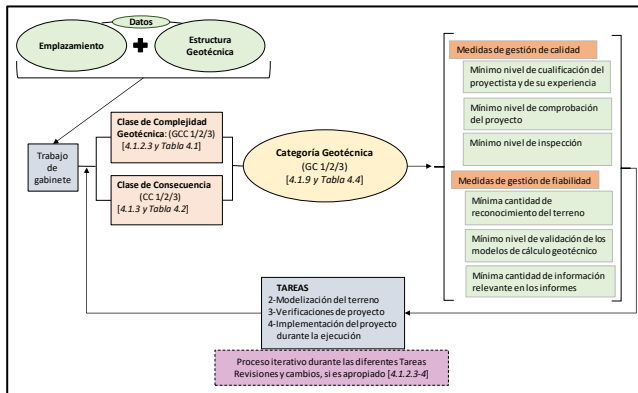 Datos
Emplazamiento
Estructura
Geotécnica
Trabajo
de
gabinete
Clase de Complejidad
Geotécnica: (GCC 1/2/3)
[4.1.2.3 y Tabla 4.1]
Clase de Consecuencia
(CC 1/2/3)
[4.1.3 y Tabla 4.2]
Categoría Geotécnica
(GC 1/2/3)
[4.1.9 y Tabla 4.4]
Medidas de gestión de calidad
Mínimo nivel de cualificación del
proyectista y de su experiencia
Mínimo nivel de comprobación
del proyecto
Mínimo nivel de inspección
Medidas de gestión de fiabilidad
Mínima cantidad de
reconocimiento del terreno
Mínimo nivel de validación de los
modelos de cálculo geotécnico
Mínima cantidad de información
relevante en los informes
TAREAS
2-Modelización del terreno
3-Verificaciones de proyecto
4-Implementación del proyecto
durante la ejecución
Proceso iterativo durante las diferentes Tareas
Revisiones y cambios, si es apropiado [4.1.2.3-4]